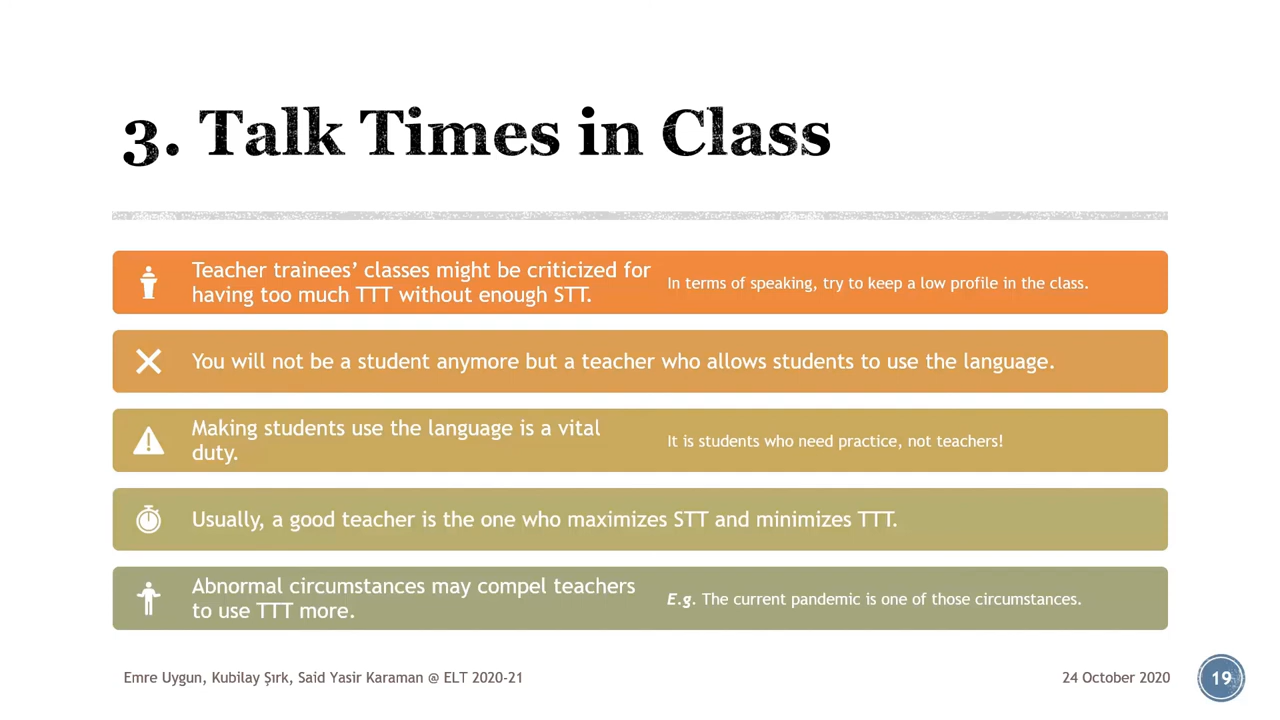 3. Talk Times in Class
Teacher trainees’ classes might be criticized for
having too much TTT without enough STT.
In terms of speaking, try to keep a low profile in the class.
You will not be a student anymore but a teacher who allows students to use the language.
Making students use the language is a vital
duty.
It is students who need practice, not teachers!
Usually, a good teacher is the one who maximizes STT and minimizes TTT.
Abnormal circumstances may compel teachers
to use TTT more.
E.g. The current pandemic is one of those circumstances.
Emre Uygun, Kubilay Şırk, Said Yasir Karaman @ ELT 2020-21
24 October 2020
19